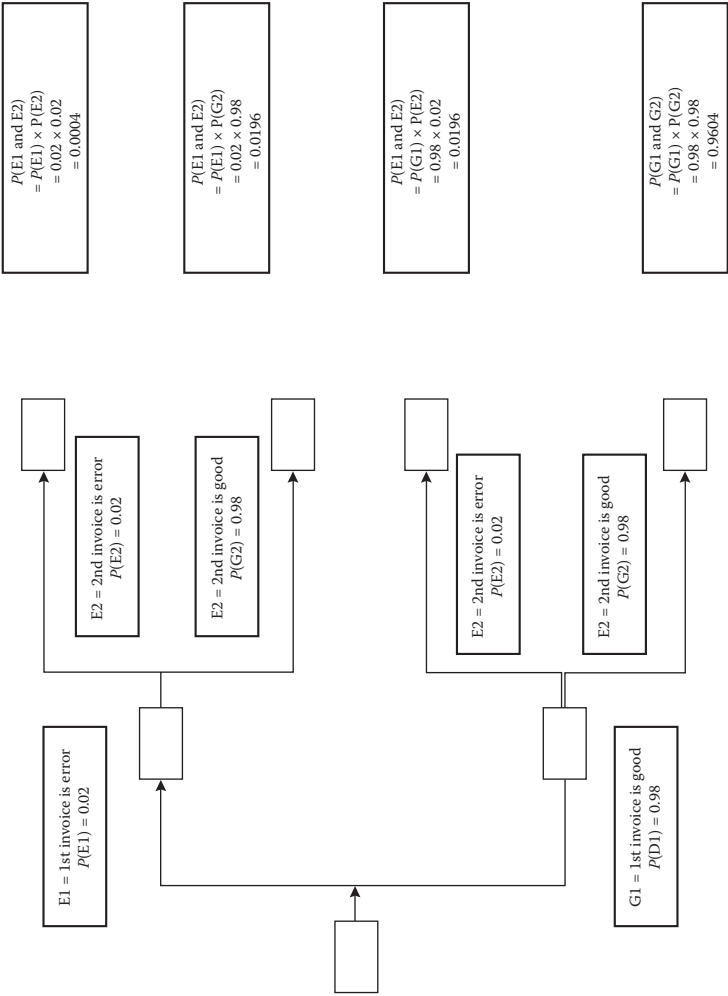 E1 = 1st invoice is error
P(E1) = 0.02
G1 = 1st invoice is good
P(D1) = 0.98
E2 = 2nd invoice is error
P(E2) = 0.02
E2 = 2nd invoice is good
P(G2) = 0.98
E2 = 2nd invoice is error
P(E2) = 0.02
E2 = 2nd invoice is good
P(G2) = 0.98
P(E1 and E2)
= P(E1) × P(E2)
= 0.02 × 0.02
= 0.0004
P(E1 and E2)
= P(E1) × P(G2)
= 0.02 × 0.98
= 0.0196
P(E1 and E2)
= P(G1) × P(E2)
= 0.98 × 0.02
= 0.0196
P(G1 and G2)
= P(G1) × P(G2)
= 0.98 × 0.98
= 0.9604